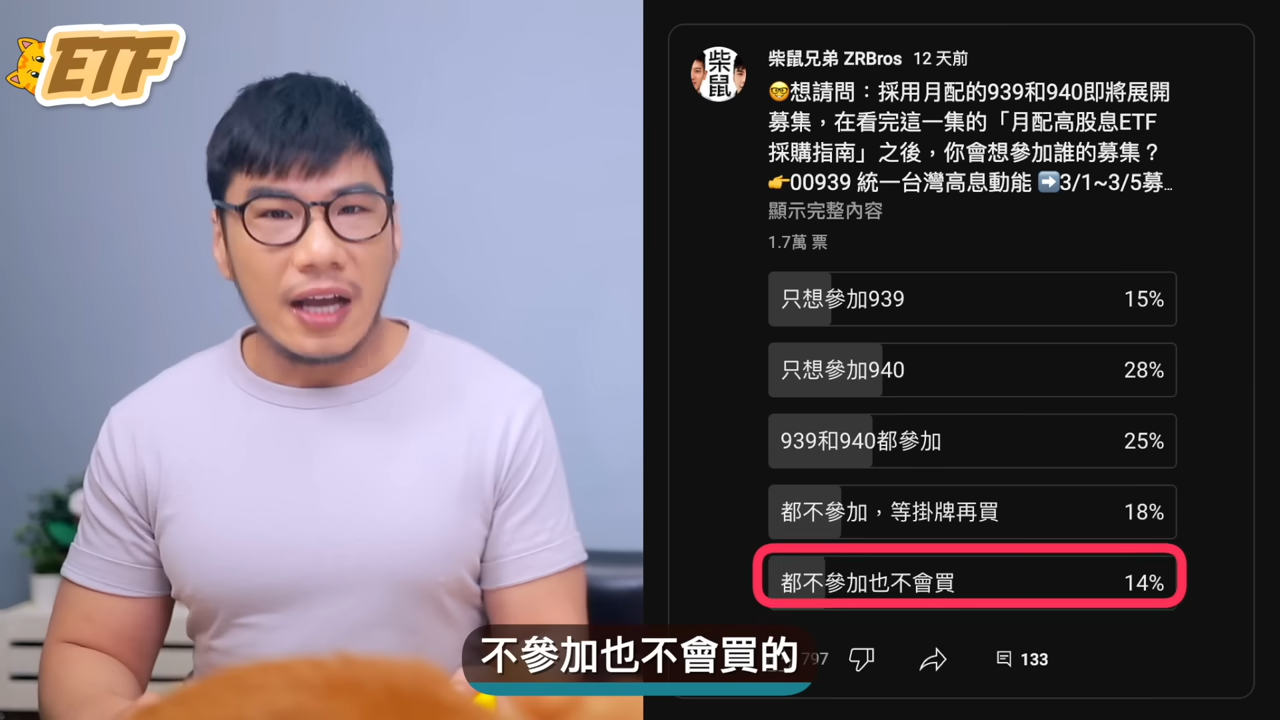 ETF
柴鼠
柴鼠兄弟 ZRBros 12 天前
🤓想請問：採用月配的939和940即將展開
募集，在看完這一集的「月配高股息ETF
採購指南」之後，你會想參加誰的募集？
👉00939 統一台灣高息動能 ➡️3/1~3/5募...
顯示完整內容
1.7萬 票
只想參加939 15%
只想參加940 28%
939和940都參加 25%
都不參加，等掛牌再買 18%
都不參加也不會買 14%
797 133
不參加也不會買的